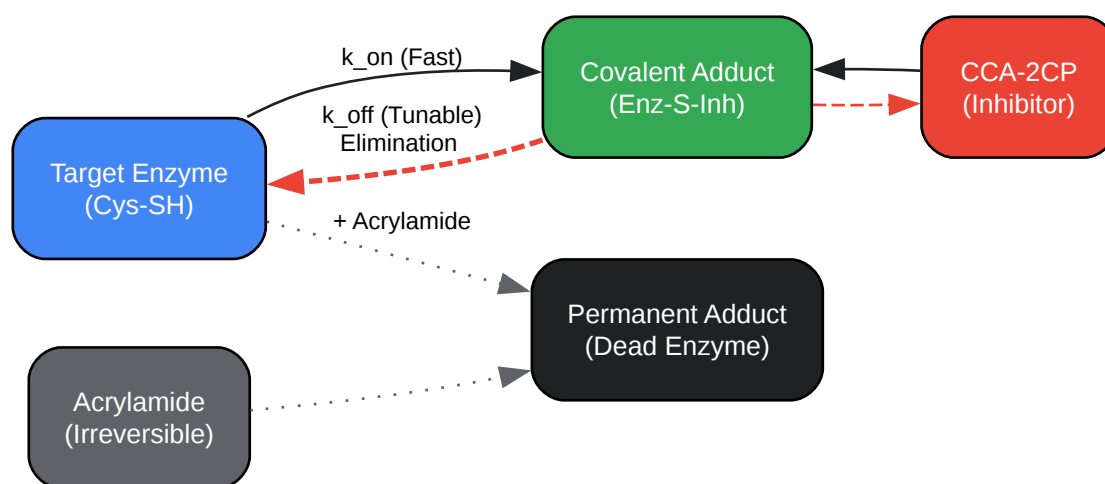 k_on (Fast)
Covalent Adduct
(Enz-S-Inh)
CCA-2CP
(Inhibitor)
k_off (Tunable)
Elimination
Target Enzyme
(Cys-SH)
+ Acrylamide
Permanent Adduct
(Dead Enzyme)
Acrylamide
(Irreversible)